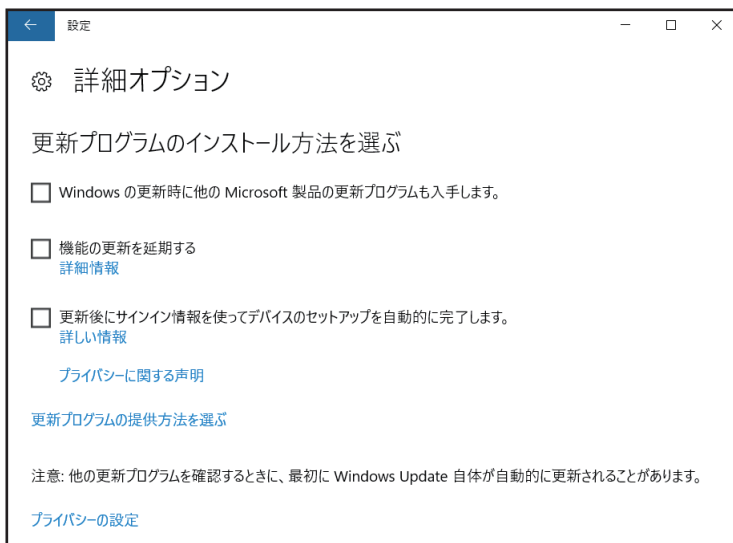 設定
詳細オプション
更新プログラムのインストール方法を選ぶ
Windows の更新時に他の Microsoft 製品の更新プログラムも入手します。
機能の更新を延期する
詳細情報
更新後にサインイン情報を使ってデバイスのセットアップを自動的に完了します。
詳しい情報
プライバシーに関する声明
更新プログラムの提供方法を選ぶ
注意: 他の更新プログラムを確認するときに、最初に Windows Update 自体が自動的に更新されることがあります。
プライバシーの設定